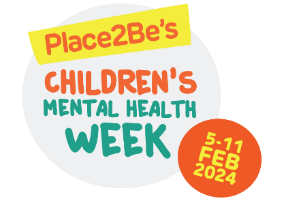 Place2Be's
CHILDREN'S
MENTAL HEALTH
WEEK
5-11
FEB
2024